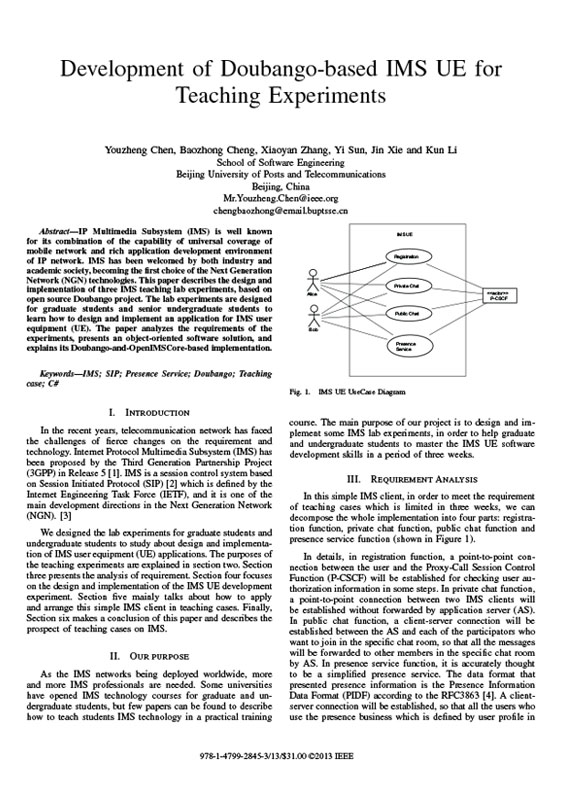 Development of Doubango-based IMS UE for
Teaching Experiments
Youzheng Chen, Baozhong Cheng, Xiaoyan Zhang, Yi Sun, Jin Xie and Kun Li
School of Software Engineering
Beijing University of Posts and Telecommunications
Beijing, China
Mr.Youzheng.Chen@ieee.org
chengbaozhong@email.buptsse.cn
Abstract—IP Multimedia Subsystem (IMS) is well known
for its combination of the capability of universal coverage of
mobile network and rich application development environment
of IP network. IMS has been welcomed by both industry and
academic society, becoming the first choice of the Next Generation
Network (NGN) technologies. This paper describes the design and
implementation of three IMS teaching lab experiments, based on
open source Doubango project. The lab experiments are designed
for graduate students and senior undergraduate students to
learn how to design and implement an application for IMS user
equipment (UE). The paper analyzes the requirements of the
experiments, presents an object-oriented software solution, and
explains its Doubango-and-OpenIMSCore-based implementation.
Keywords—IMS; SIP; Presence Service; Doubango; Teaching
case; C#
I. Introduction
In the recent years, telecommunication network has faced
the challenges of fierce changes on the requirement and
technology. Internet Protocol Multimedia Subsystem (IMS) has
been proposed by the Third Generation Partnership Project
(3GPP) in Release 5 [1]. IMS is a session control system based
on Session Initiated Protocol (SIP) [2] which is defined by the
Internet Engineering Task Force (IETF), and it is one of the
main development directions in the Next Generation Network
(NGN). [3]
We designed the lab experiments for graduate students and
undergraduate students to study about design and implementa-
tion of IMS user equipment (UE) applications. The purposes of
the teaching experiments are explained in section two. Section
three presents the analysis of requirement. Section four focuses
on the design and implementation of the IMS UE development
experiment. Section five mainly talks about how to apply
and arrange this simple IMS client in teaching cases. Finally,
Section six makes a conclusion of this paper and describes the
prospect of teaching cases on IMS.
II. Our purpose
As the IMS networks being deployed worldwide, more
and more IMS professionals are needed. Some universities
have opened IMS technology courses for graduate and un-
dergraduate students, but few papers can be found to describe
how to teach students IMS technology in a practical training
IMS UE
Registration
Private Chat
Public Chat
Presence
Service
Alice
Bob
<<actor>>
P-CSCF
Fig. 1. IMS UE UseCase Diagram
course. The main purpose of our project is to design and im-
plement some IMS lab experiments, in order to help graduate
and undergraduate students to master the IMS UE software
development skills in a period of three weeks.
III. Requirement Analysis
In this simple IMS client, in order to meet the requirement
of teaching cases which is limited in three weeks, we can
decompose the whole implementation into four parts: registra-
tion function, private chat function, public chat function and
presence service function (shown in Figure 1).
In details, in registration function, a point-to-point con-
nection between the user and the Proxy-Call Session Control
Function (P-CSCF) will be established for checking user au-
thorization information in some steps. In private chat function,
a point-to-point connection between two IMS clients will
be established without forwarded by application server (AS).
In public chat function, a client-server connection will be
established between the AS and each of the participators who
want to join in the specific chat room, so that all the messages
will be forwarded to other members in the specific chat room
by AS. In presence service function, it is accurately thought
to be a simplified presence service. The data format that
presented presence information is the Presence Information
Data Format (PIDF) according to the RFC3863 [4]. A client-
server connection will be established, so that all the users who
use the presence business which is defined by user profile in
978-1-4799-2845-3/13/$31.00 ©2013 IEEE